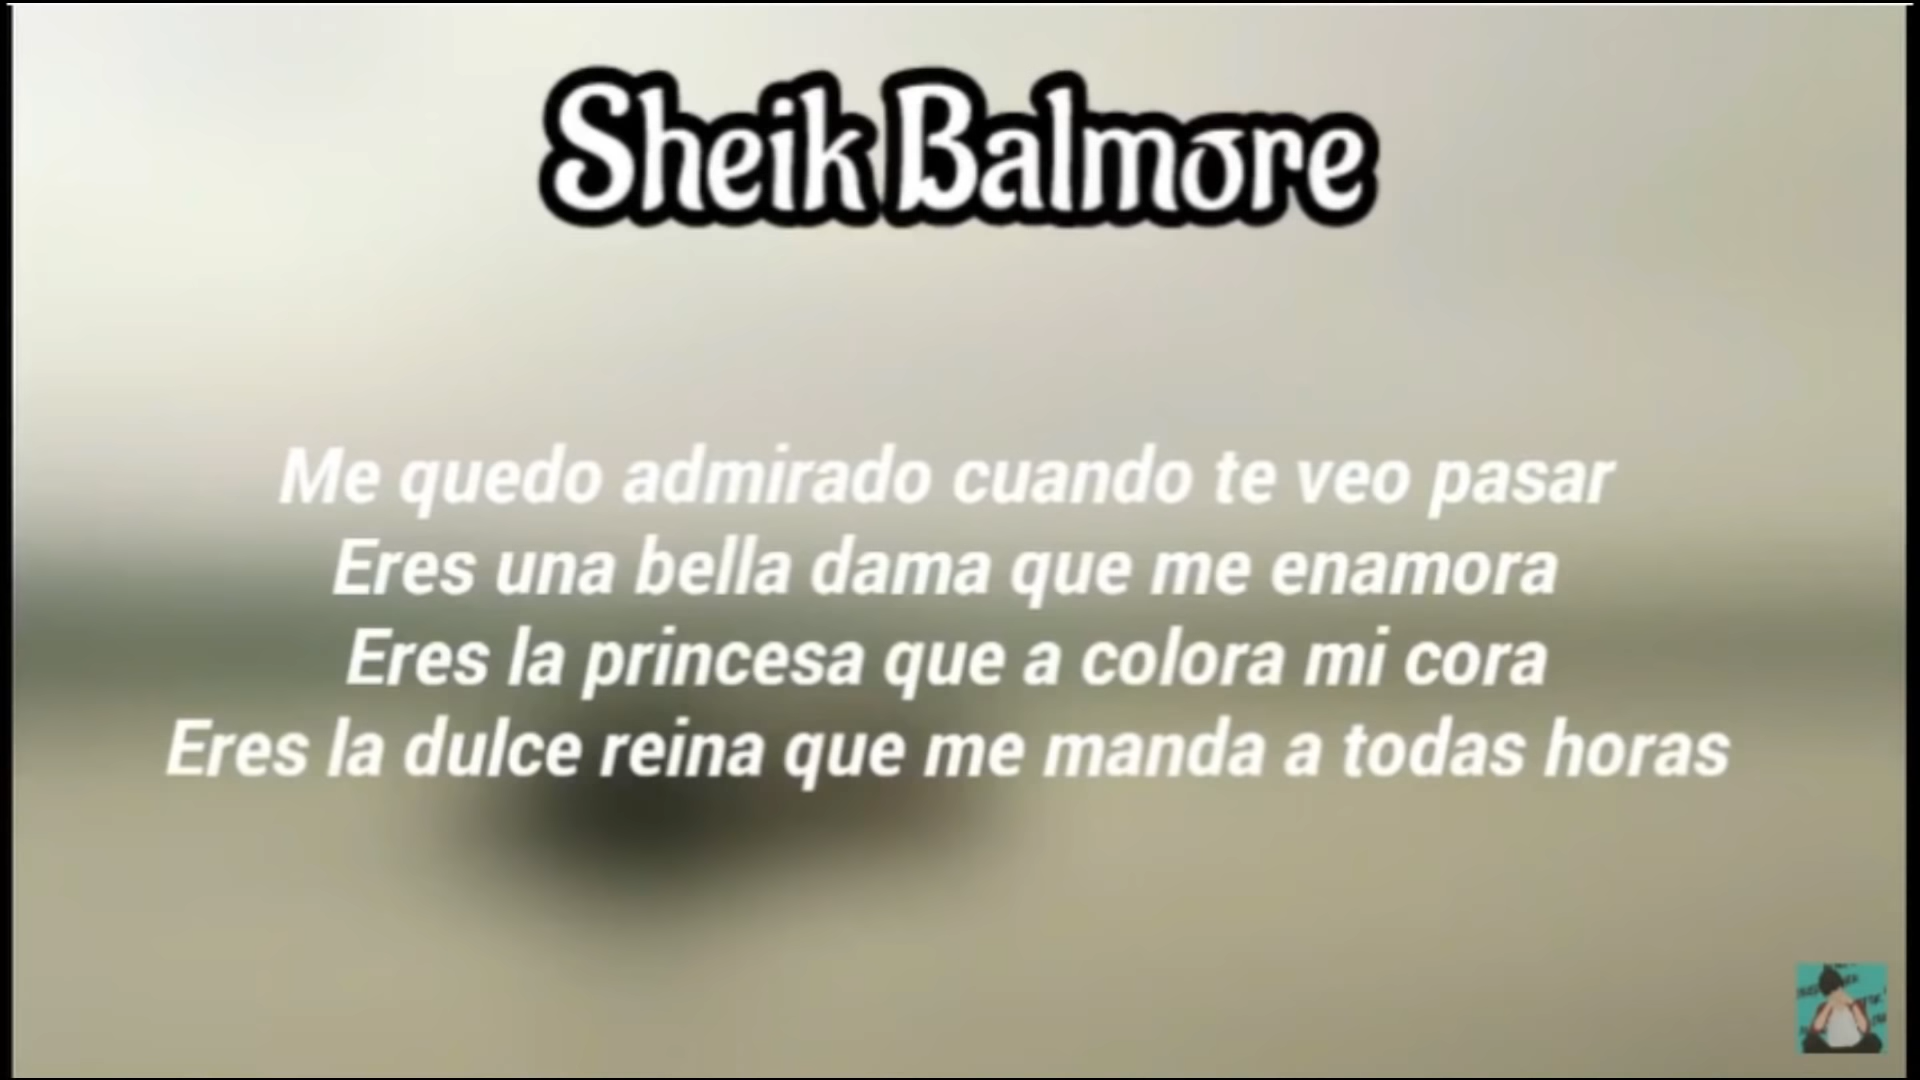 Sheik Balmore
Me quedo admirado cuando te veo pasar
Eres una bella dama que me enamora
Eres la princesa que a colora mi cora
Eres la dulce reina que me manda a todas horas